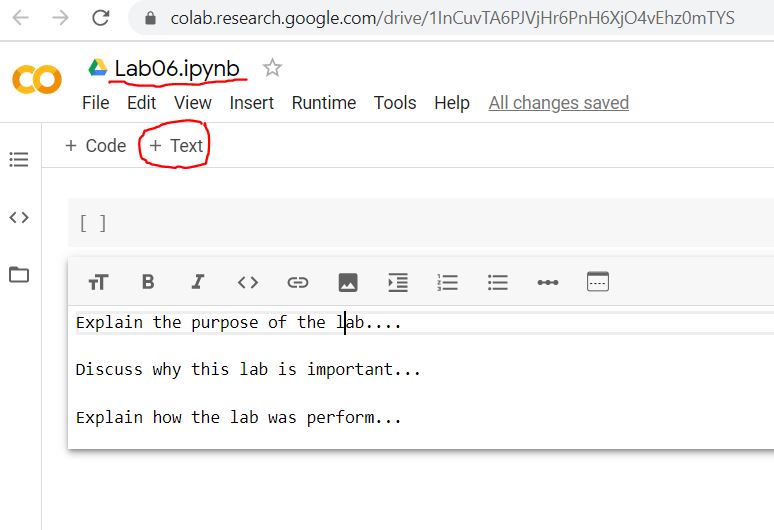 colab.research.google.com/drive/1InCuvTA6PJVjHr6PnH6XjO4vEhz0mTYS
Lab06.ipynb
File Edit View Insert Runtime Tools Help All changes saved
+ Code + Text
[ ]
Explain the purpose of the lab....
Discuss why this lab is important...
Explain how the lab was perform...